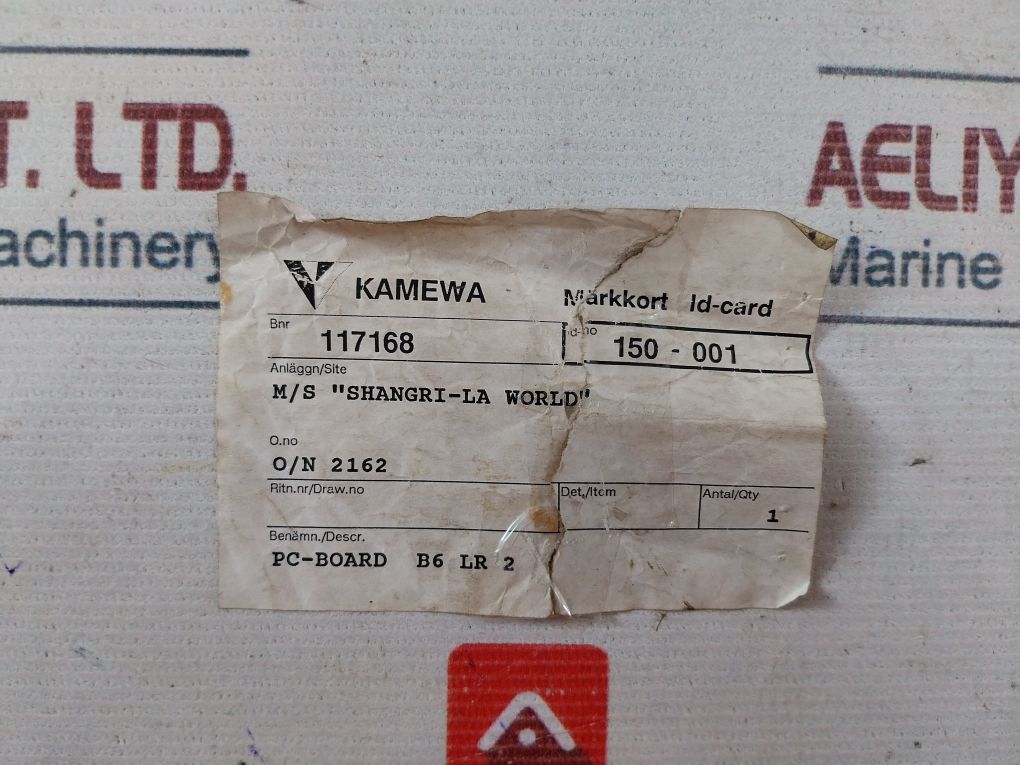 T. LTD.
achinery
AELIY
Marine
KAMEWA
Märkkort Id-card
Bnr
117168
Id-no
150 - 001
Anläggn/Site
M/S "SHANGRI-LA WORLD"
O.no
O/N 2162
Ritn.nr/Draw.no
Det./Item
Antal/Qty
1
Benämn./Descr.
PC-BOARD B6 LR 2